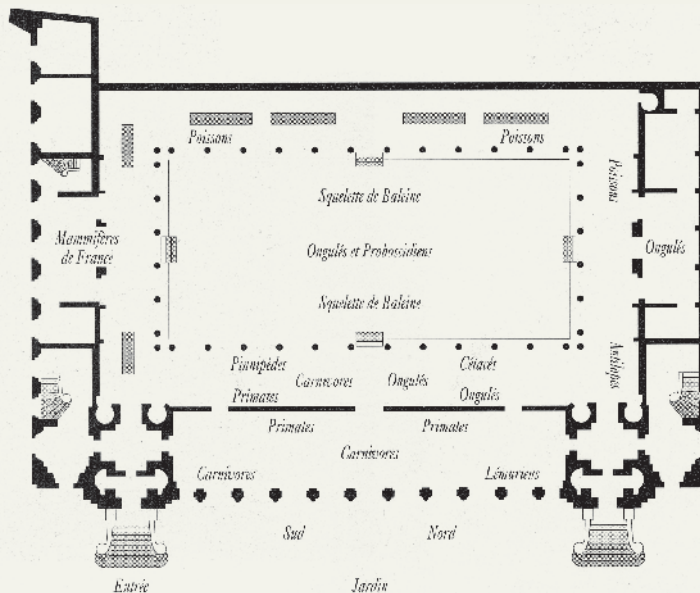 Poissons
Poissons
Poissons
Squelette de Baleine
Mammifères
de France
Ongulés et Proboscidiens
Ongulés
Squelette de Baleine
Pinnipèdes
Cétacés
Antilopes
Carnivores
Ongulés
Primates
Ongulés
Primates
Primates
Carnivores
Carnivores
Lémuriens
Sud
Nord
Entrée
Jardin